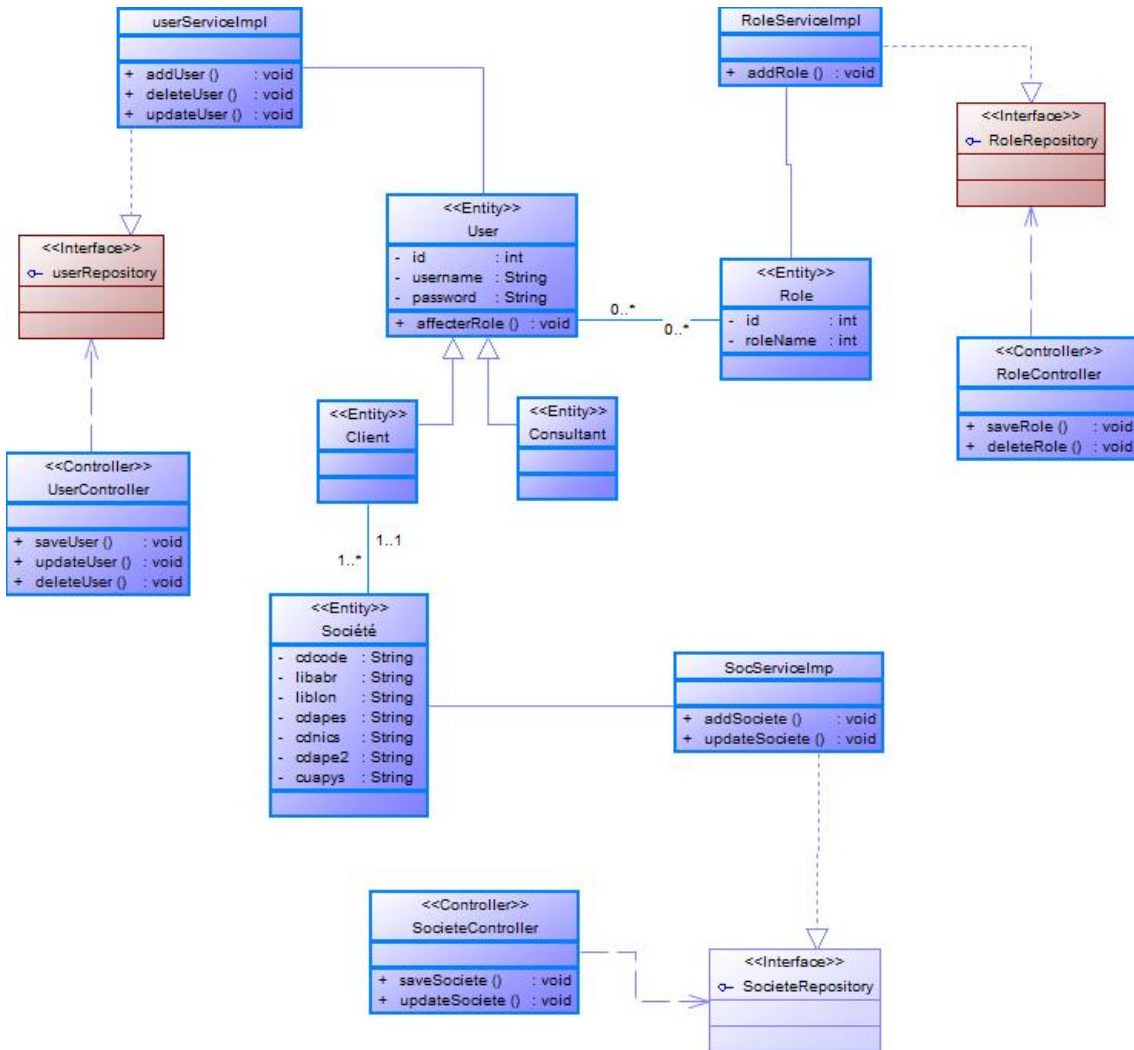 userServiceImpl
+ addUser () : void
+ deleteUser () : void
+ updateUser () : void
RoleServiceImpl
+ addRole () : void
<<Interface>>
RoleRepository
<<Entity>>
User
- id : int
- username : String
- password : String
+ affecterRole () : void
<<Interface>>
userRepository
<<Entity>>
Role
- id : int
- roleName : int
0..*
0..*
<<Controller>>
RoleController
+ saveRole () : void
+ deleteRole () : void
<<Entity>>
Client
<<Entity>>
Consultant
<<Controller>>
UserController
+ saveUser () : void
+ updateUser () : void
+ deleteUser () : void
1..1
1..*
<<Entity>>
Société
- cdcode : String
- libabr : String
- liblon : String
- cdapes : String
- cdnics : String
- cdape2 : String
- cuapys : String
SocServiceImp
+ addSociete () : void
+ updateSociete () : void
<<Controller>>
SocieteController
+ saveSociete () : void
+ updateSociete () : void
<<Interface>>
SocieteRepository